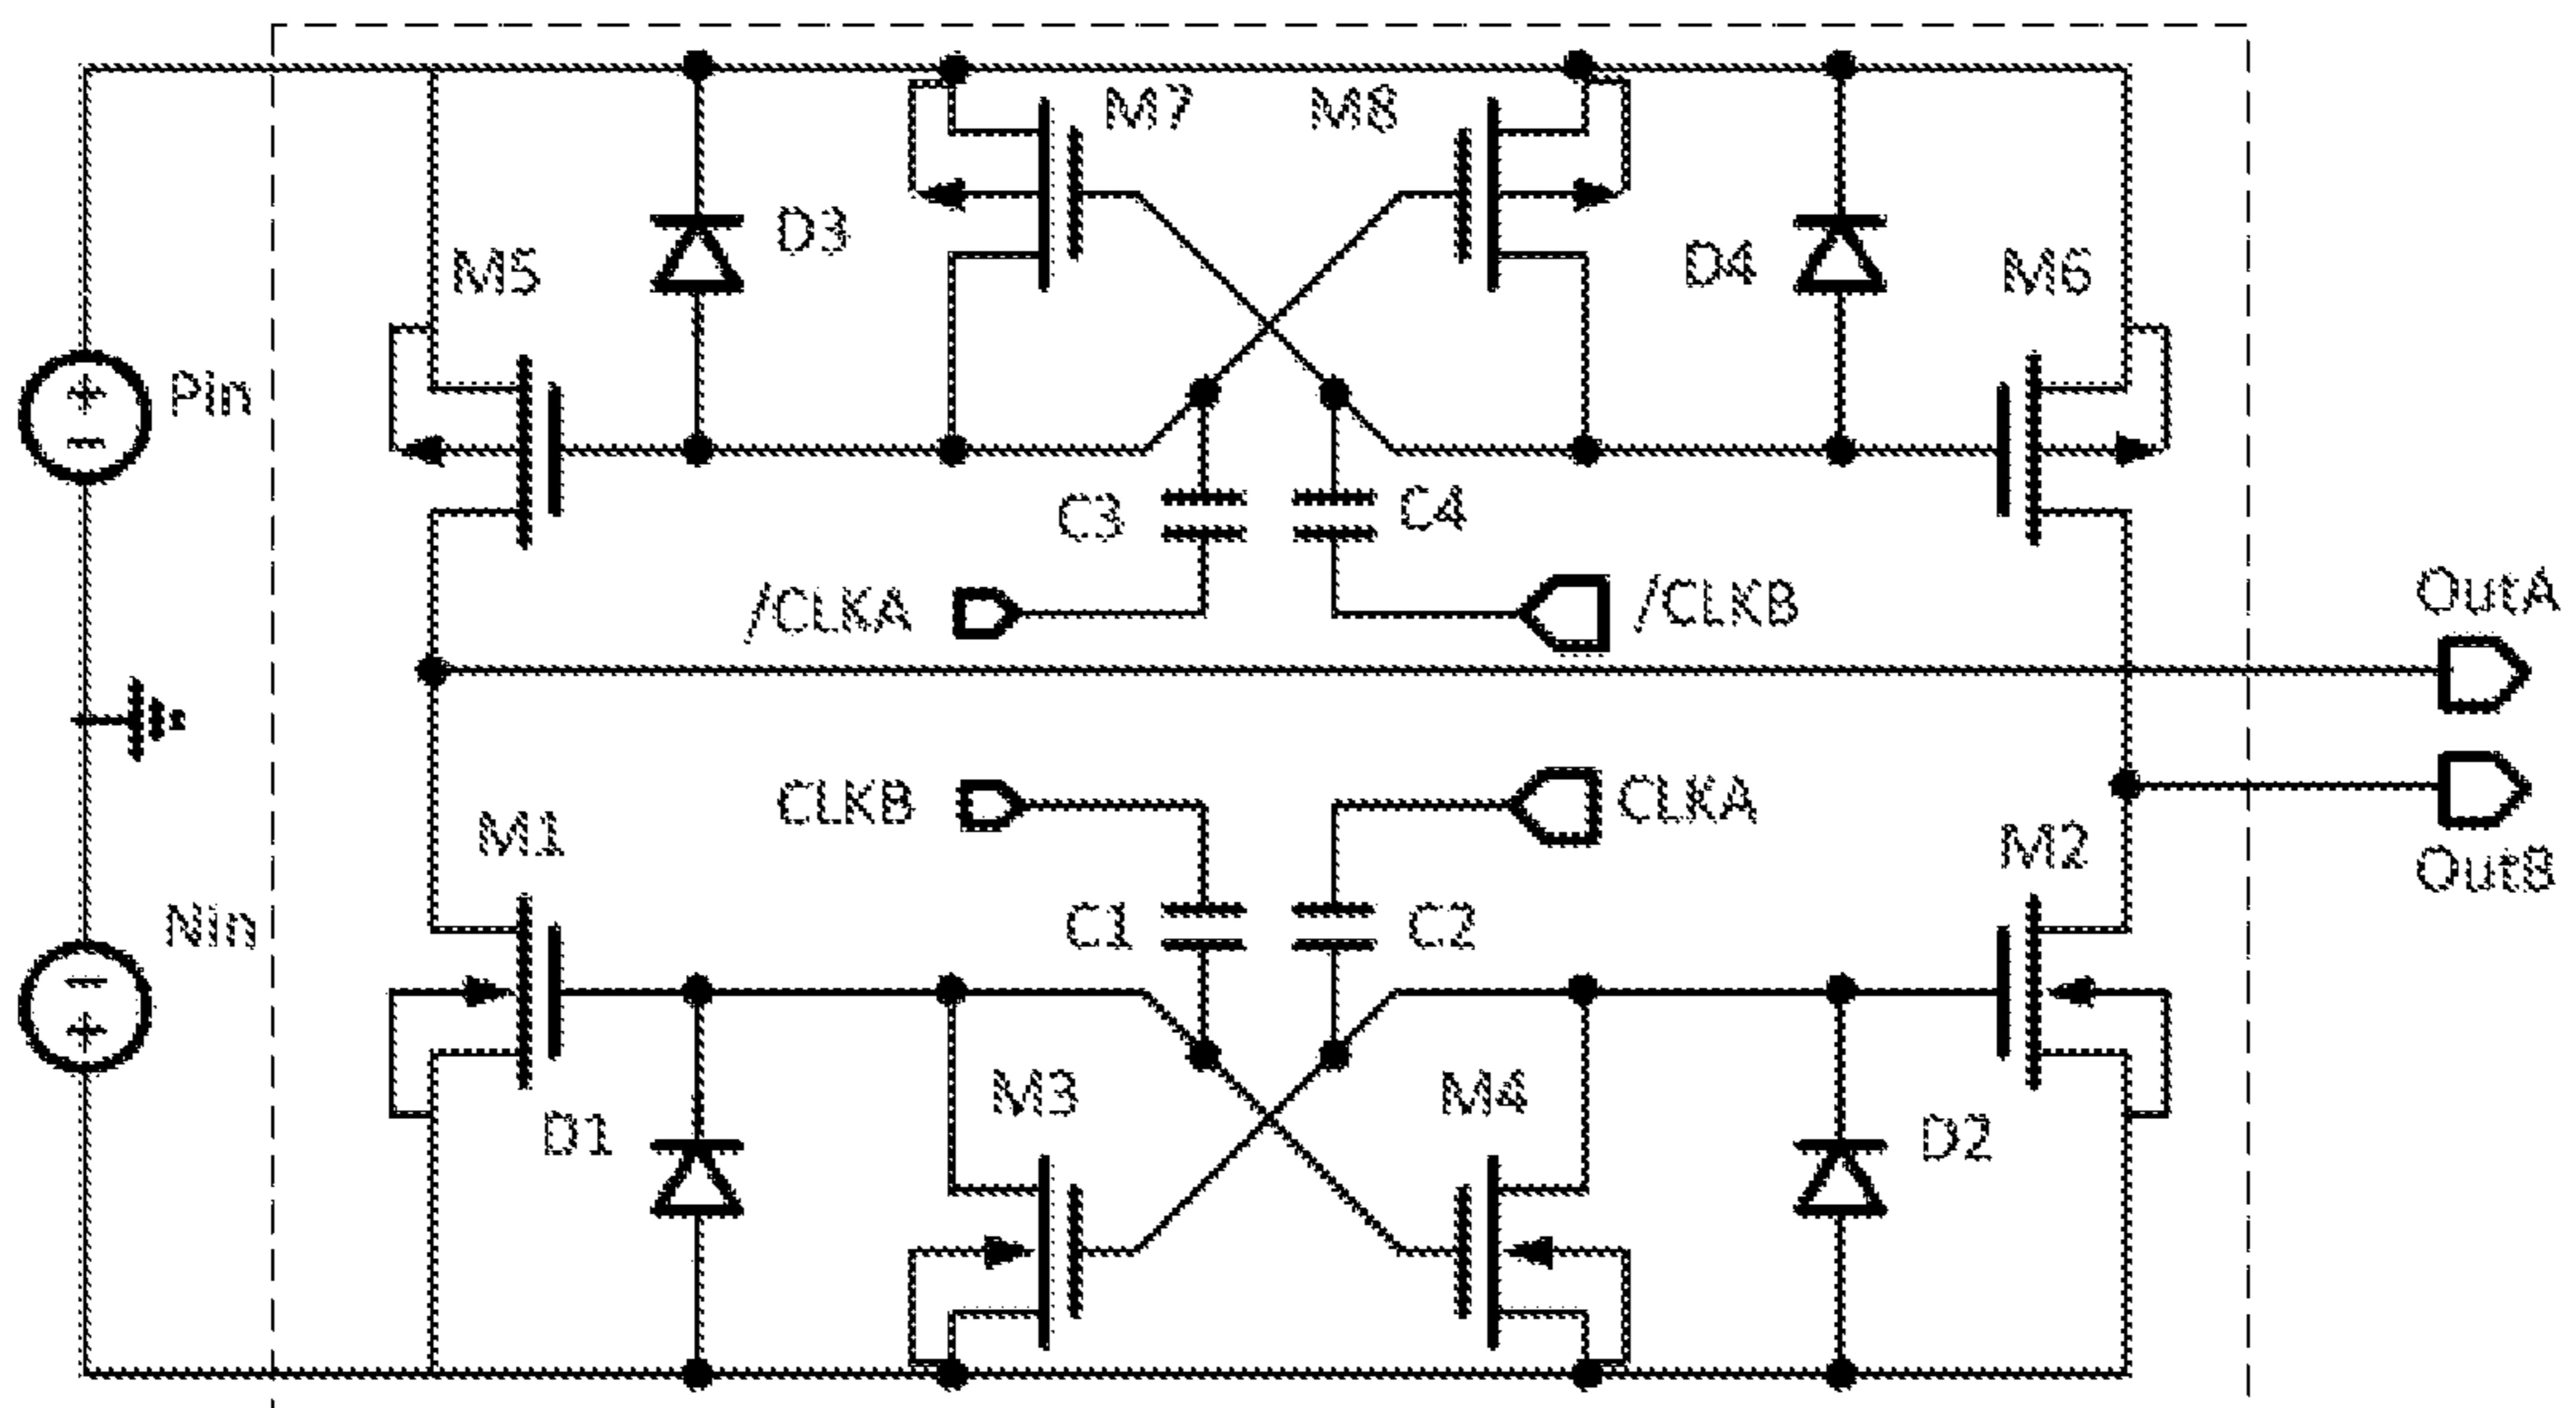 M7
M8
D3
D4
M5
M6
Pin
C3
C4
/CLKA
/CLKB
OutA
CLKB
CLKA
OutB
M1
M2
Nin
C1
C2
M3
M4
D1
D2